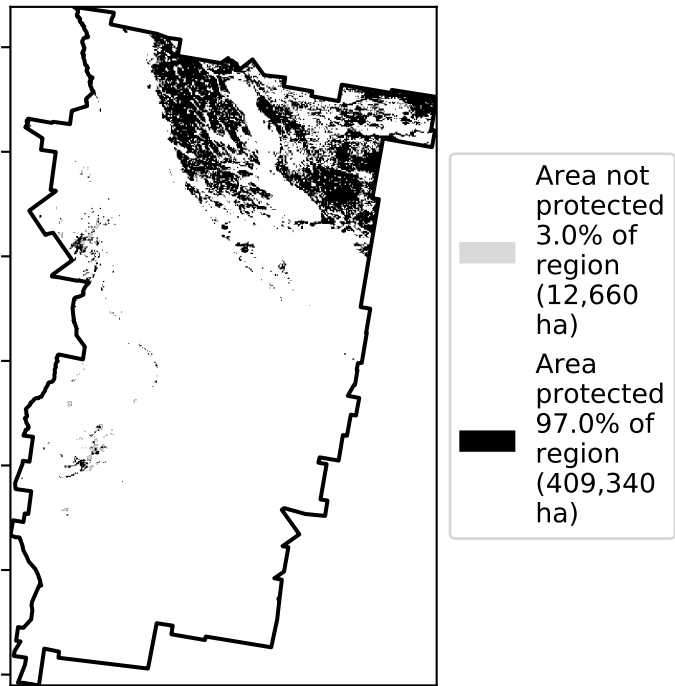 Area not
protected
3.0% of
region
(12,660
ha)
Area
protected
97.0% of
region
(409,340
ha)